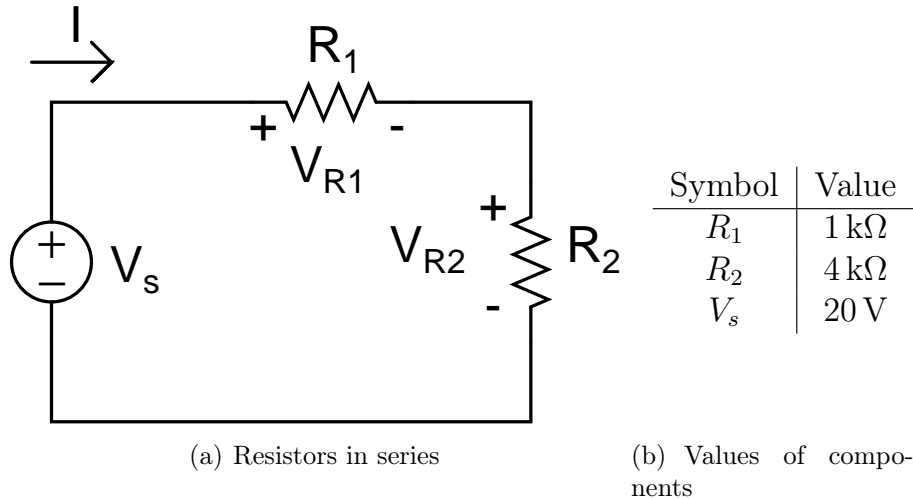 I
R1
+ -
VR1
+
VR2
R2
-
+
−
Vs
Symbol Value
R1 1 kΩ
R2 4 kΩ
Vs 20 V
(a) Resistors in series
(b) Values of compo-
nents